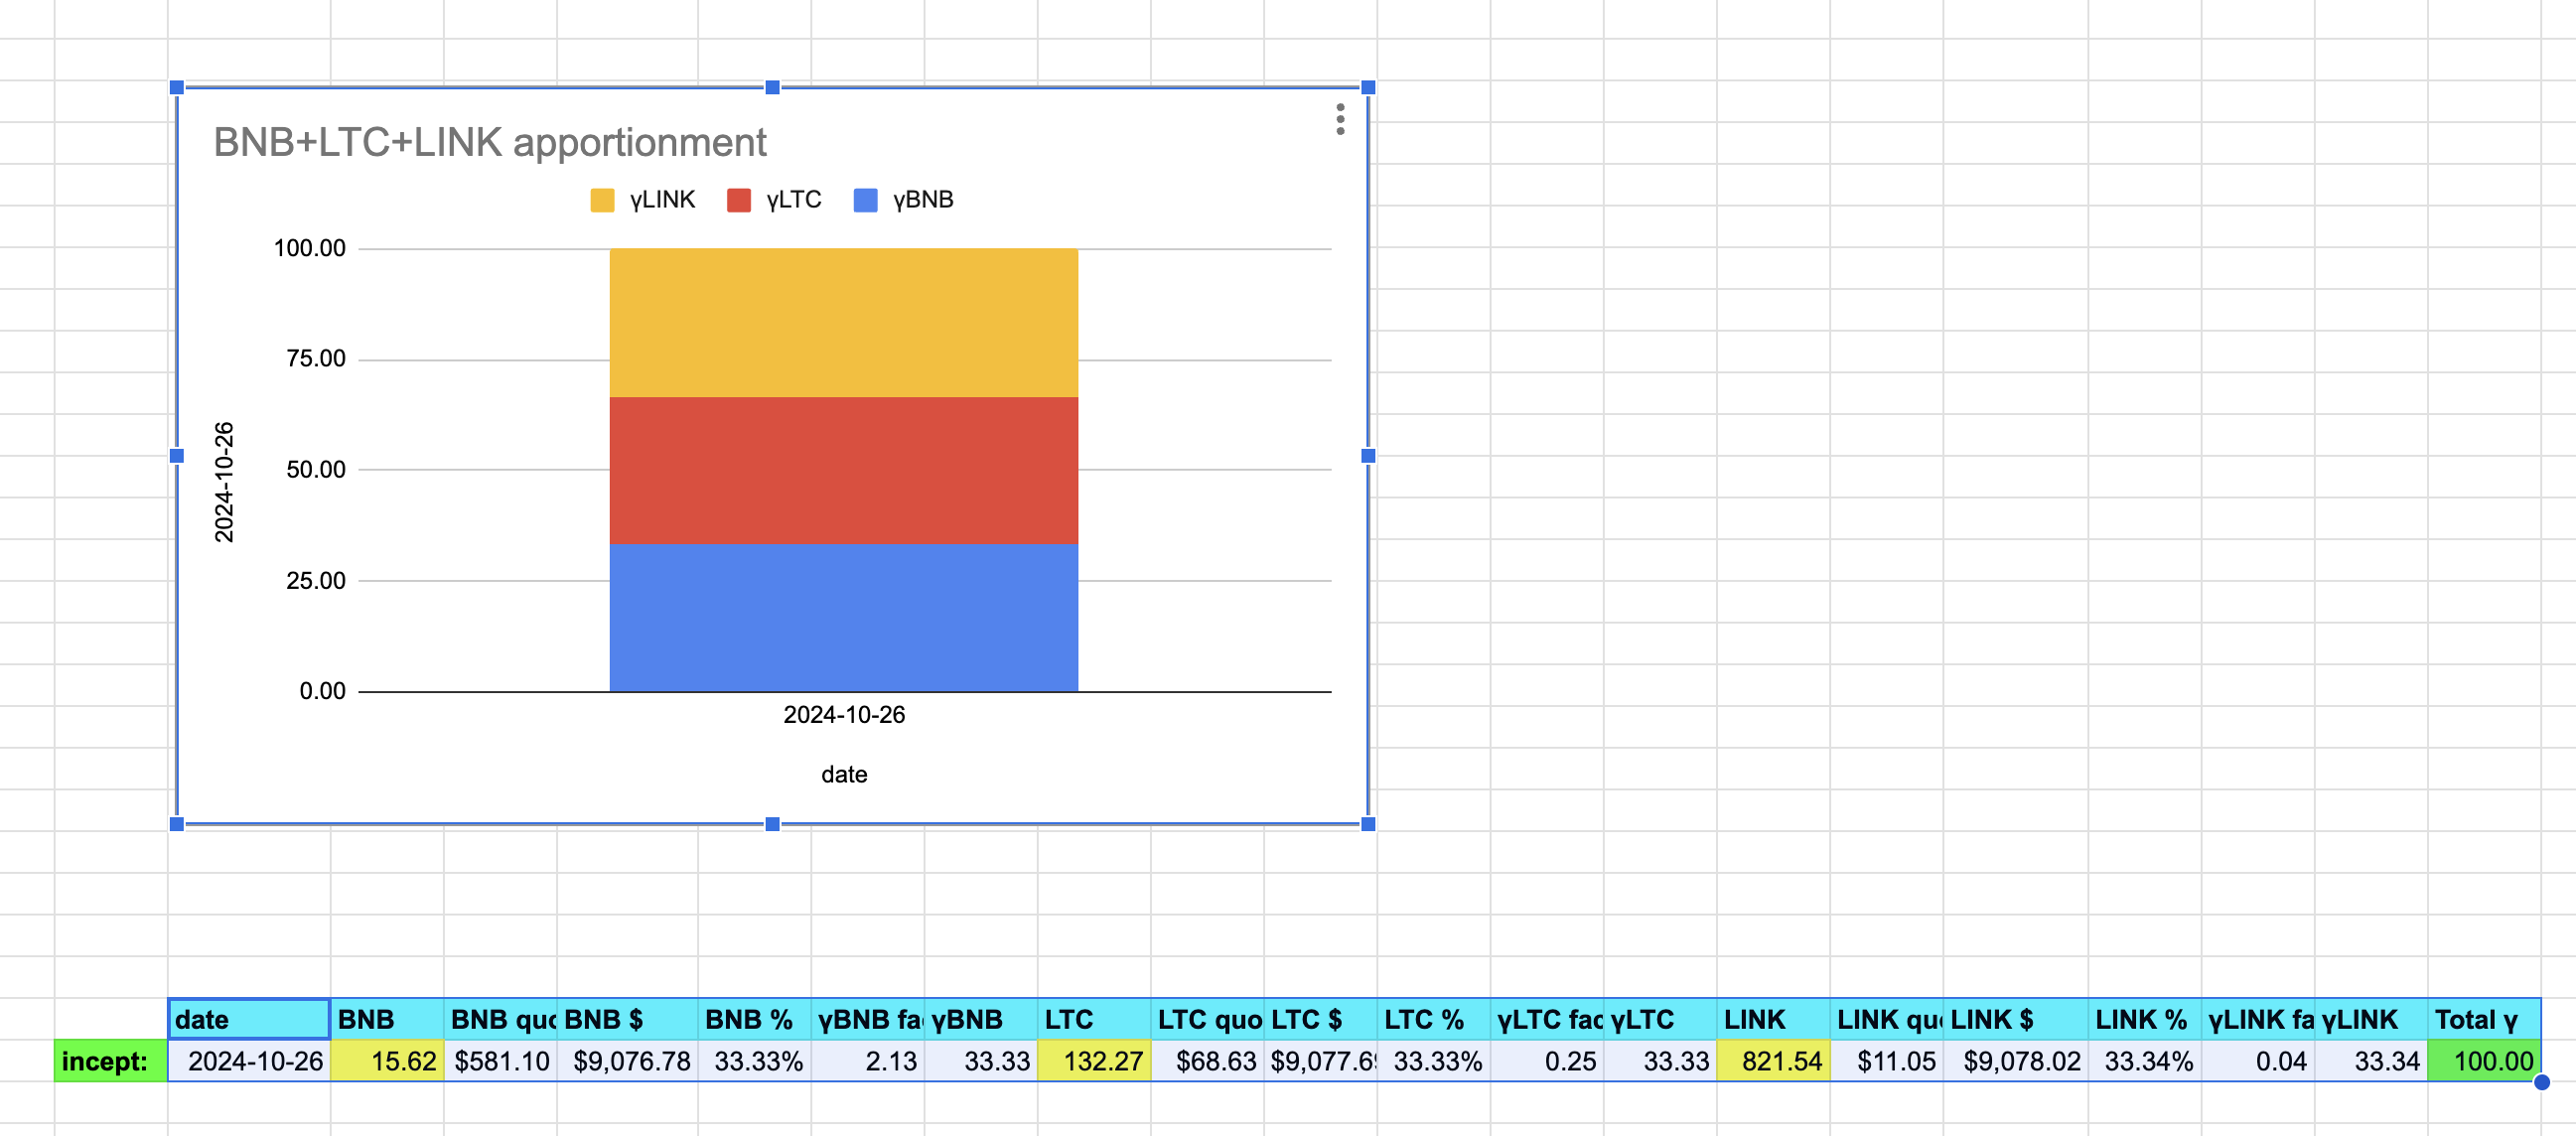 BNB+LTC+LINK apportionment
γLINK γLTC γBNB
100.00
75.00
50.00
25.00
0.00
2024-10-26
2024-10-26
date
date BNB BNB quo BNB $ BNB % γBNB fa γBNB LTC LTC quo LTC $ LTC % γLTC fac γLTC LINK LINK qu LINK $ LINK % γLINK fa γLINK Total γ
incept: 2024-10-26 15.62 $581.10 $9,076.78 33.33% 2.13 33.33 132.27 $68.63 $9,077.6 33.33% 0.25 33.33 821.54 $11.05 $9,078.02 33.34% 0.04 33.34 100.00